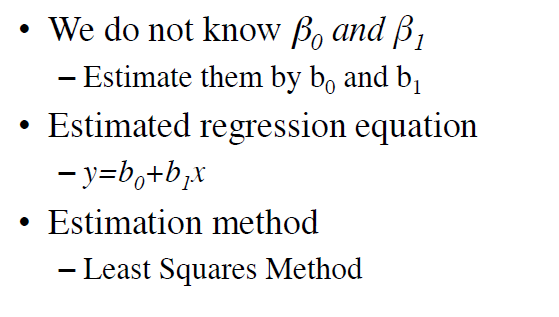 • We do not know β₀ and β₁
– Estimate them by b₀ and b₁
• Estimated regression equation
– y=b₀+b₁x
• Estimation method
– Least Squares Method